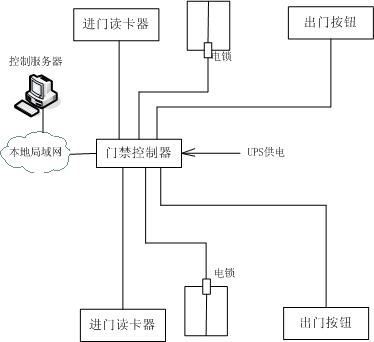 进门读卡器
出门按钮
电锁
控制服务器
本地局域网
门禁控制器
UPS供电
电锁
进门读卡器
出门按钮